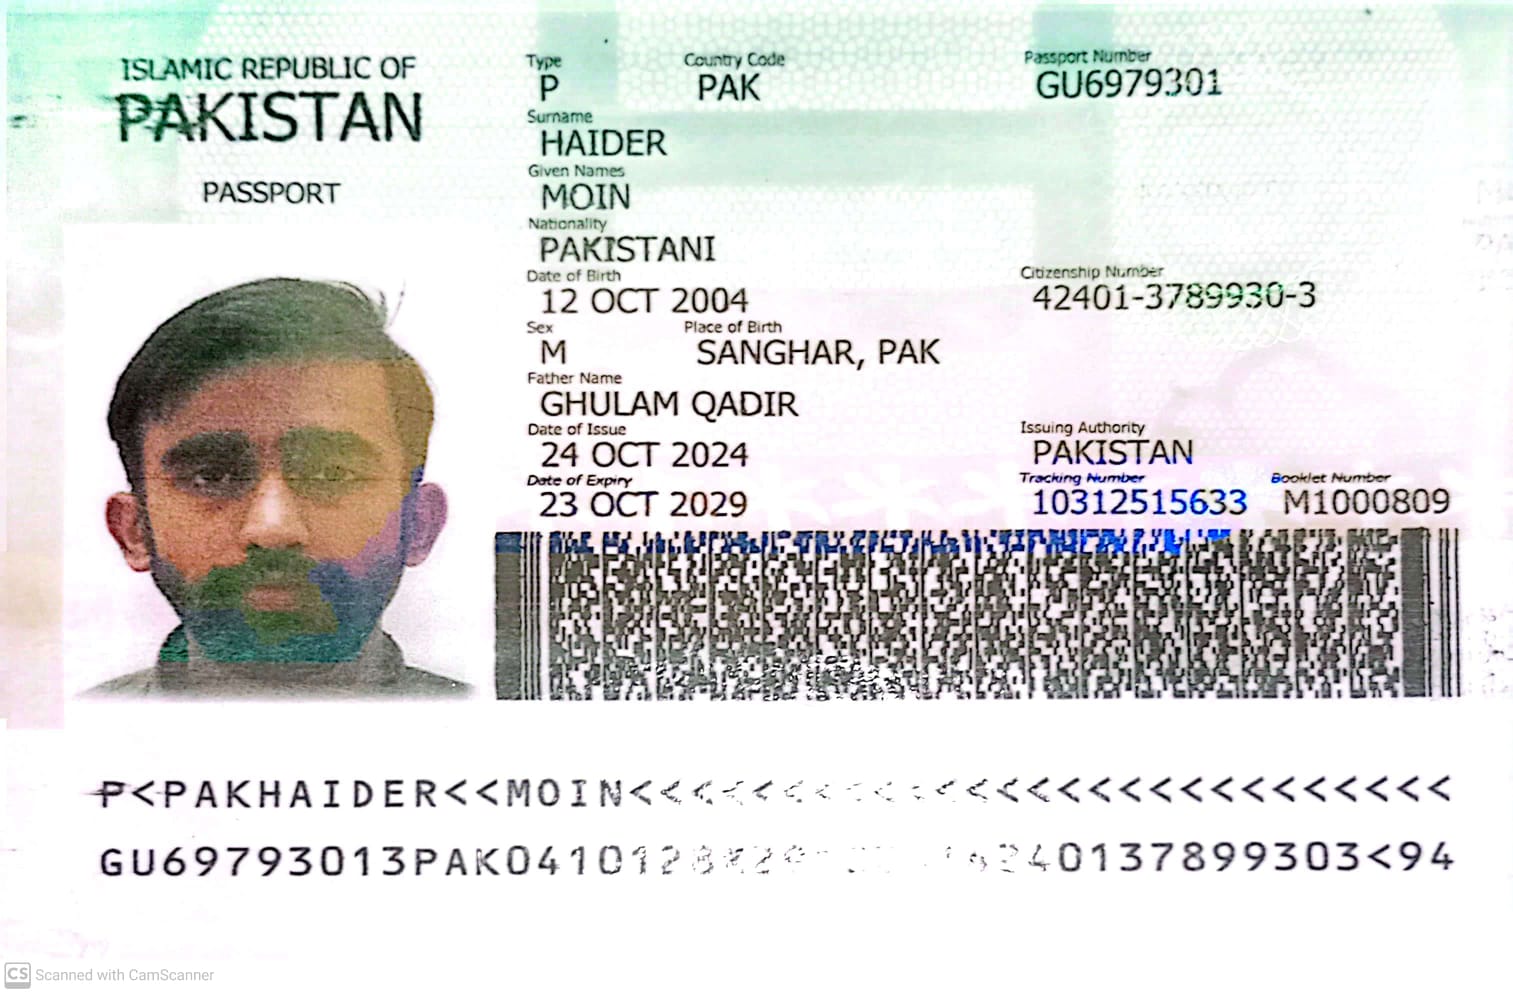 ISLAMIC REPUBLIC OF
PAKISTAN
PASSPORT
Type Country Code Passport Number
P PAK GU6979301
Surname
HAIDER
Given Names
MOIN
Nationality
PAKISTANI
Date of Birth Citizenship Number
12 OCT 2004 42401-3789930-3
Sex Place of Birth
M SANGHAR, PAK
Father Name
GHULAM QADIR
Date of Issue Issuing Authority
24 OCT 2024 PAKISTAN
Date of Expiry Tracking Number Booklet Number
23 OCT 2029 10312515633 M1000809
P<PAKHAIDER<<MOIN<<<<<<<<<<<<<<<<<<<<<<<<<<<
GU69793013PAK041012 40137899303<94
CS Scanned with CamScanner